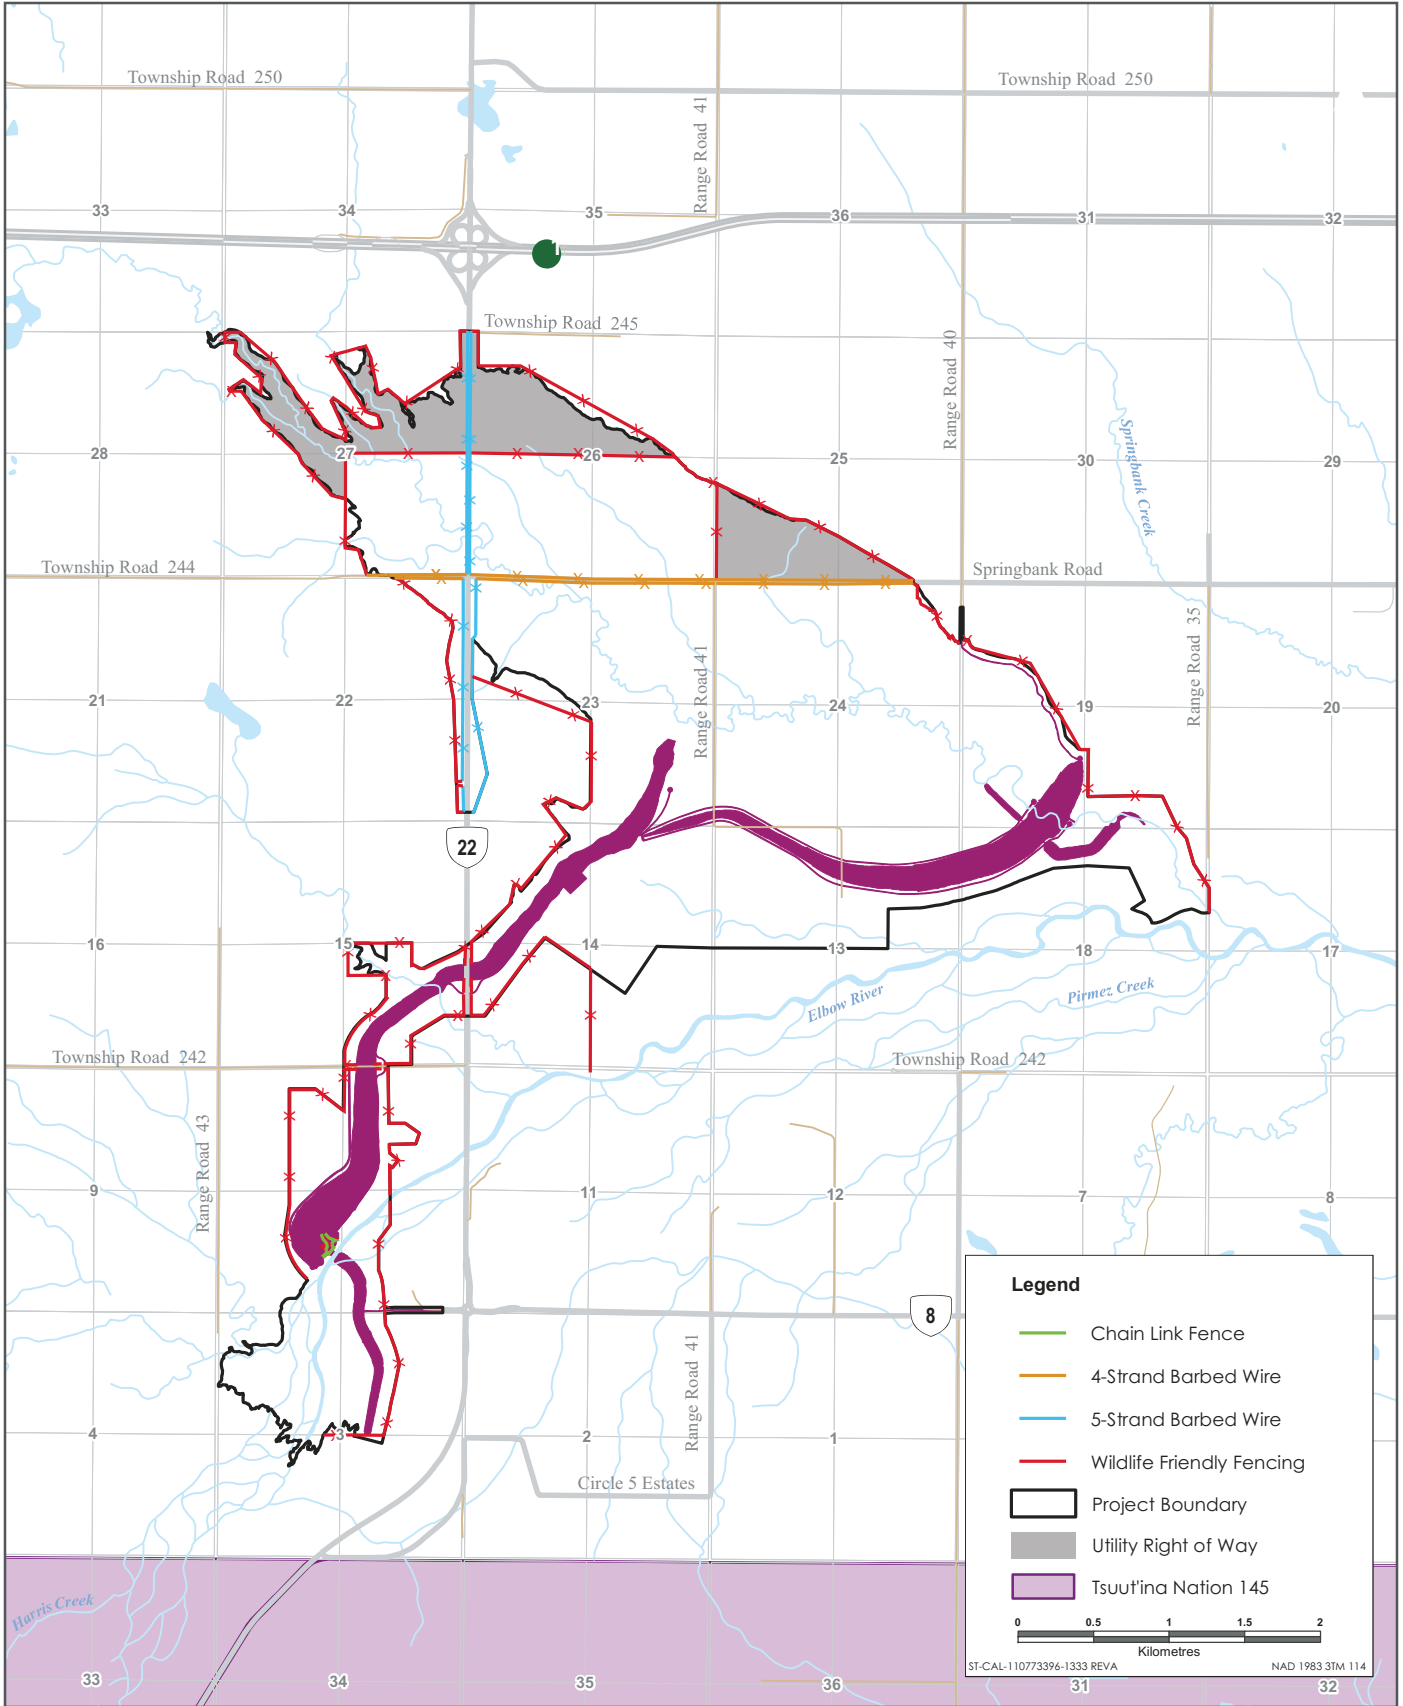 Township Road 250
Township Road 250
Range Road 41
33
34
35
36
31
32
1
Township Road 245
Range Road 40
Springbank Creek
28
27
26
25
30
29
Township Road 244
Springbank Road
Range Road 35
Range Road 41
21
22
23
24
19
20
22
16
15
14
13
18
17
Elbow River
Pirmez Creek
Township Road 242
Township Road 242
Range Road 43
9
11
12
7
8
8
Range Road 41
4
3
2
1
Circle 5 Estates
Harris Creek
33
34
35
36
31
32
Legend
Chain Link Fence
4-Strand Barbed Wire
5-Strand Barbed Wire
Wildlife Friendly Fencing
Project Boundary
Utility Right of Way
Tsuut'ina Nation 145
0 0.5 1 1.5 2
Kilometres
ST-CAL-110773396-1333 REVA
NAD 1983 3TM 114